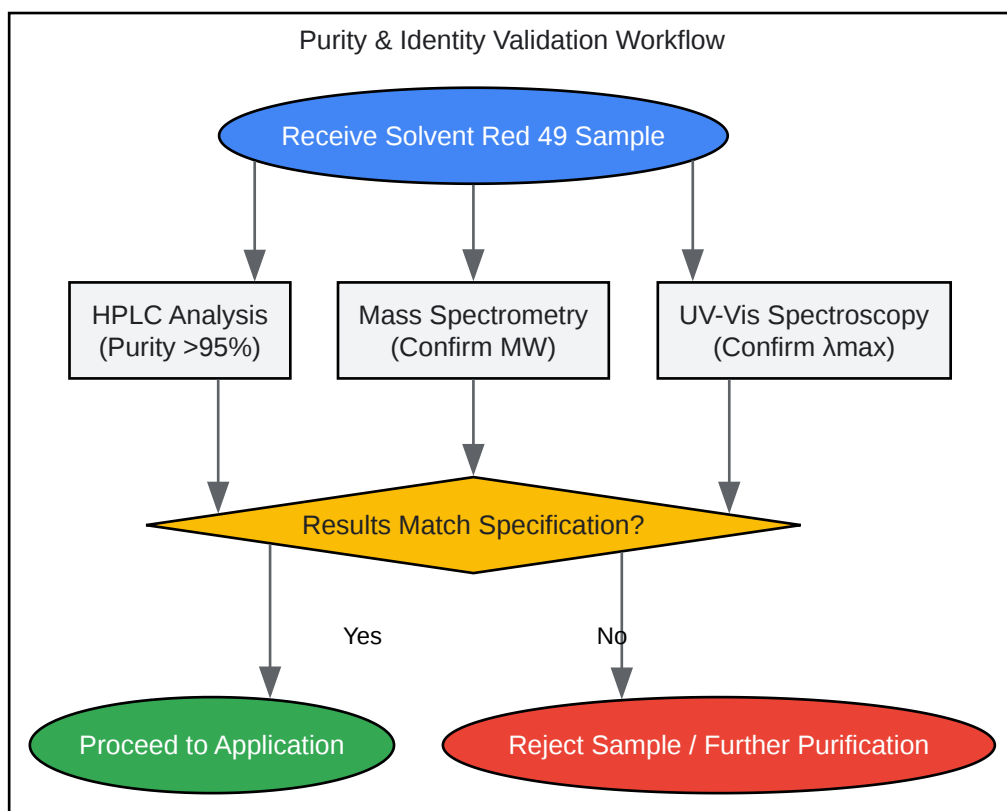 Purity & Identity Validation Workflow
Receive Solvent Red 49 Sample
HPLC Analysis
(Purity >95%)
Mass Spectrometry
(Confirm MW)
UV-Vis Spectroscopy
(Confirm λmax)
Results Match Specification?
Yes
No
Proceed to Application
Reject Sample / Further Purification